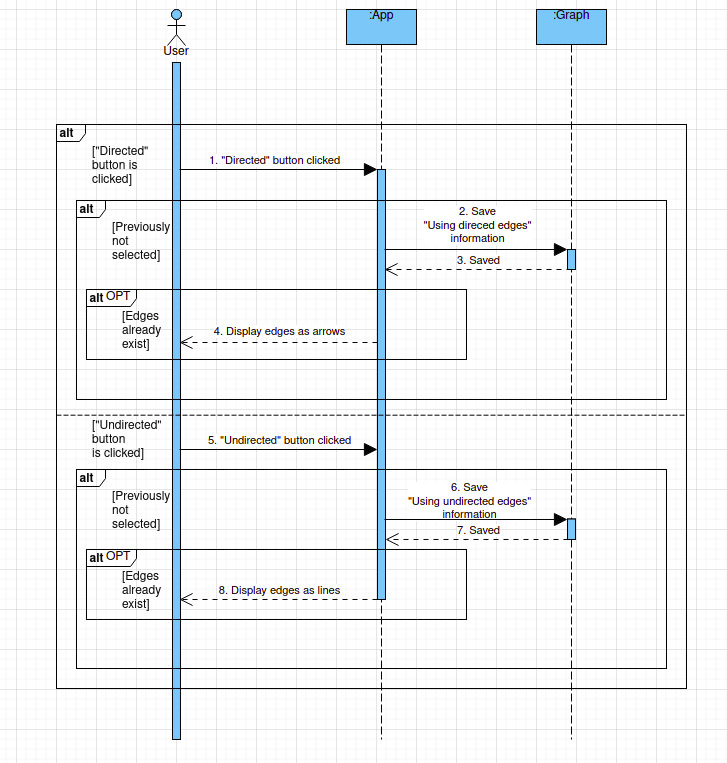 :App
:Graph
User
alt
["Directed"
button is
clicked]
1. "Directed" button clicked
alt
[Previously
not
selected]
2. Save
"Using direced edges"
information
3. Saved
alt OPT
[Edges
already
exist]
4. Display edges as arrows
["Undirected"
button
is clicked]
5. "Undirected" button clicked
alt
[Previously
not
selected]
6. Save
"Using undirected edges"
information
7. Saved
alt OPT
[Edges
already
exist]
8. Display edges as lines